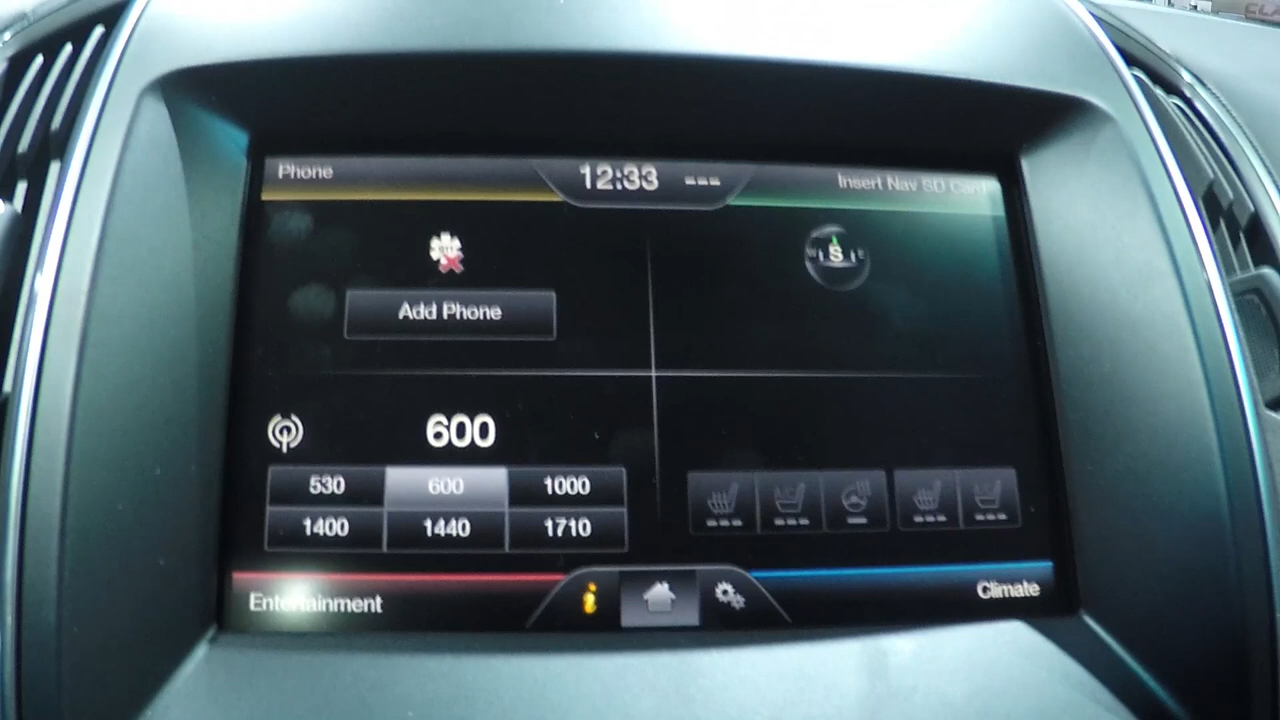 Phone
12:33
---
Insert Nav SD Card
W S E
Add Phone
600
530 600 1000
1400 1440 1710
Entertainment
i
Climate